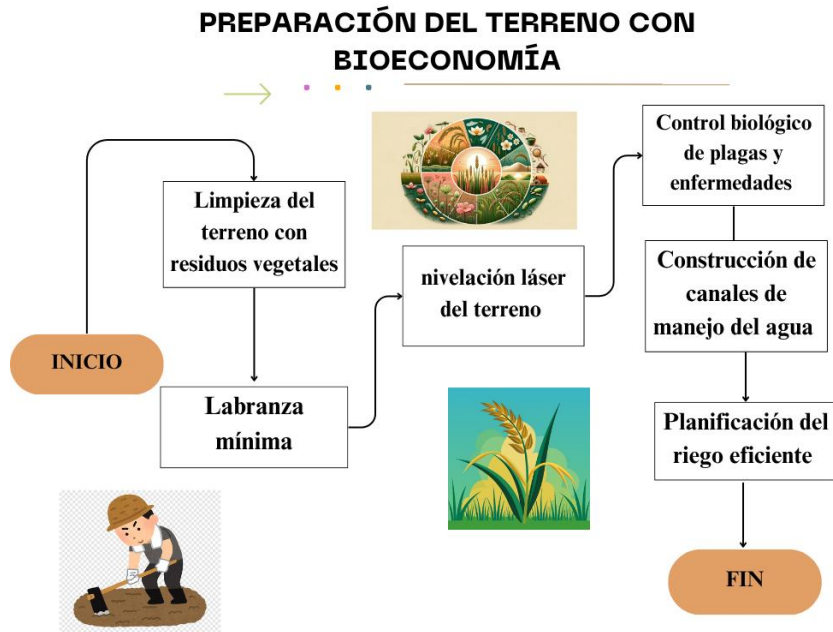 PREPARACIÓN DEL TERRENO CON
BIOECONOMÍA
INICIO
Limpieza del
terreno con
residuos vegetales
Labranza
mínima
nivelación láser
del terreno
Control biológico
de plagas y
enfermedades
Construcción de
canales de
manejo del agua
Planificación del
riego eficiente
FIN